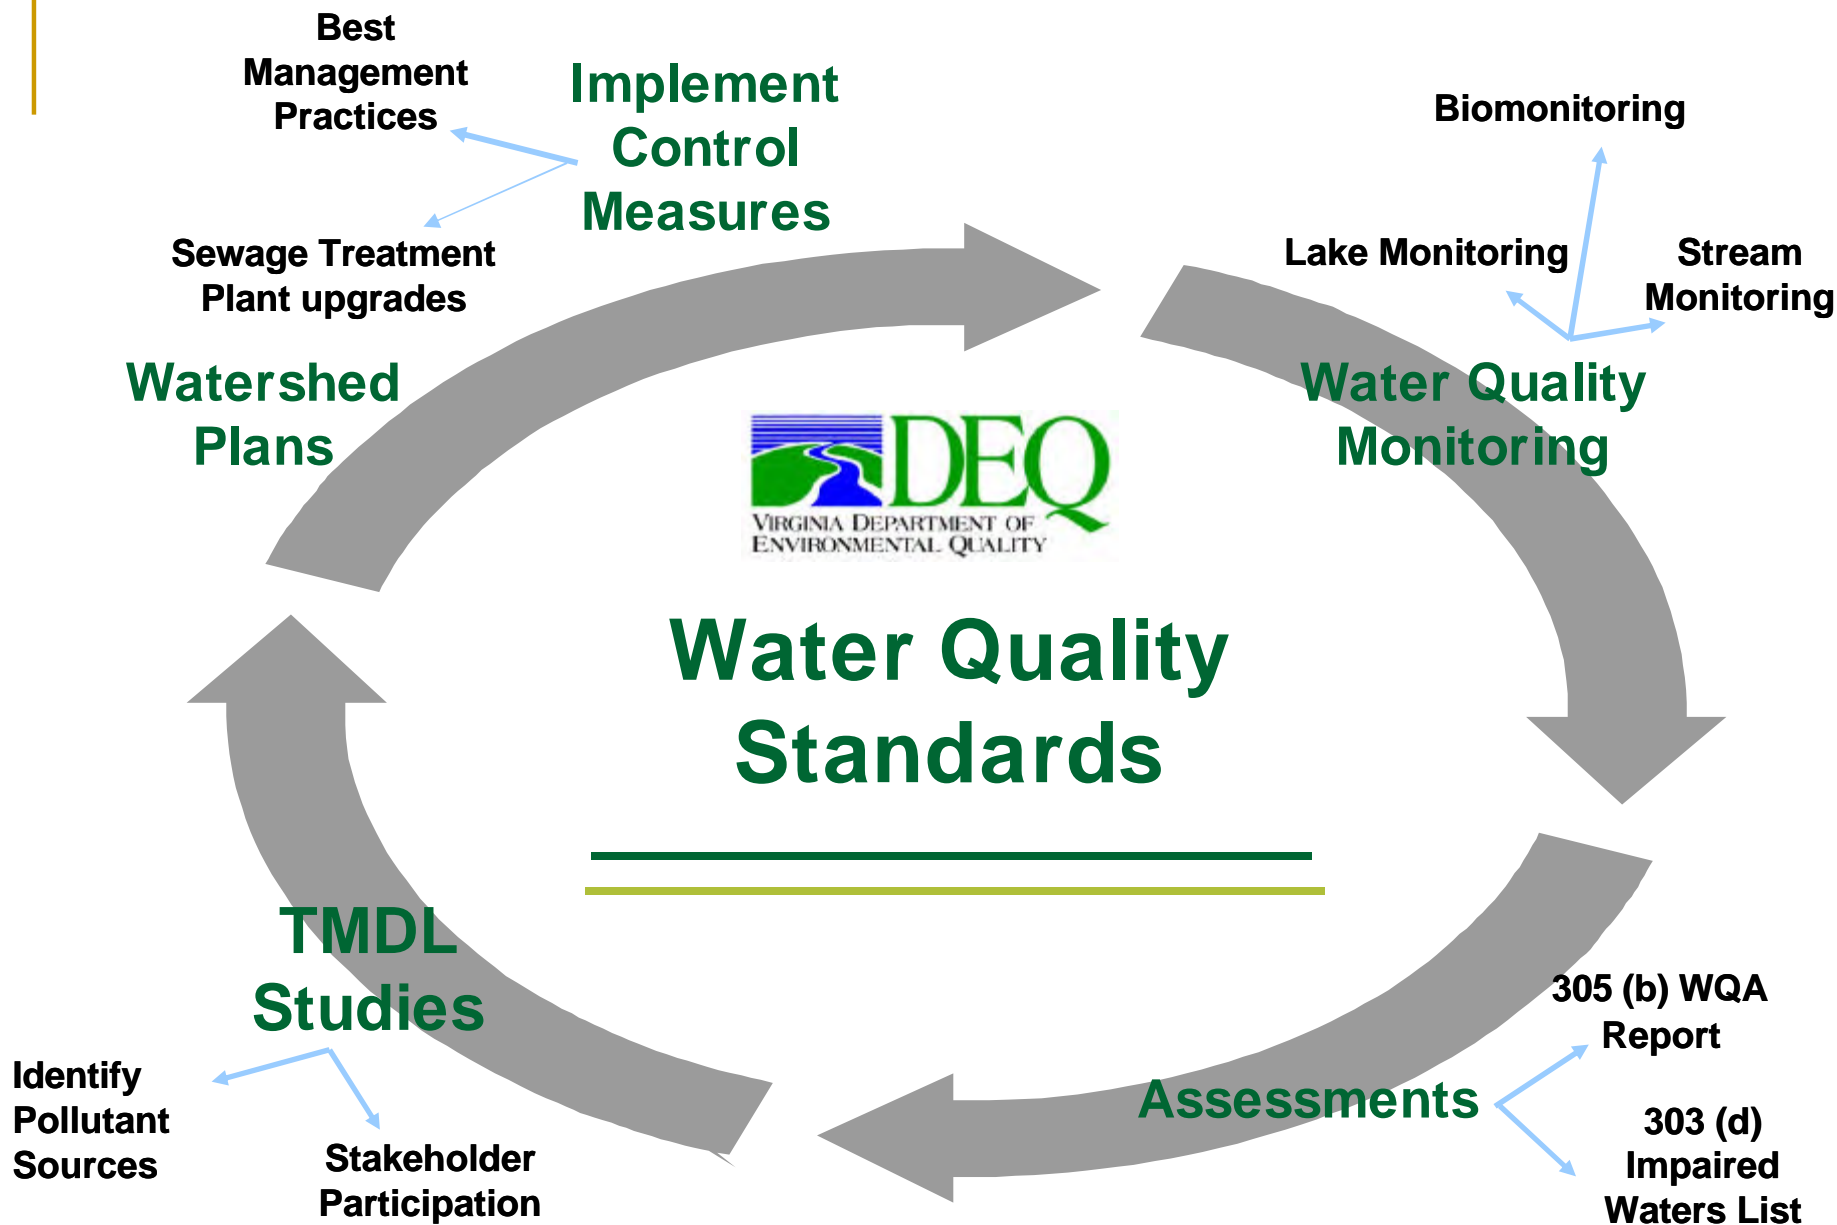 Best
Management
Practices
Implement
Control
Measures
Sewage Treatment
Plant upgrades
Watershed
Plans
Biomonitoring
Lake Monitoring
Stream
Monitoring
Water Quality
Monitoring
DEQ
VIRGINIA DEPARTMENT OF
ENVIRONMENTAL QUALITY
Water Quality
Standards
TMDL
Studies
Identify
Pollutant
Sources
Stakeholder
Participation
Assessments
305 (b) WQA
Report
303 (d)
Impaired
Waters List